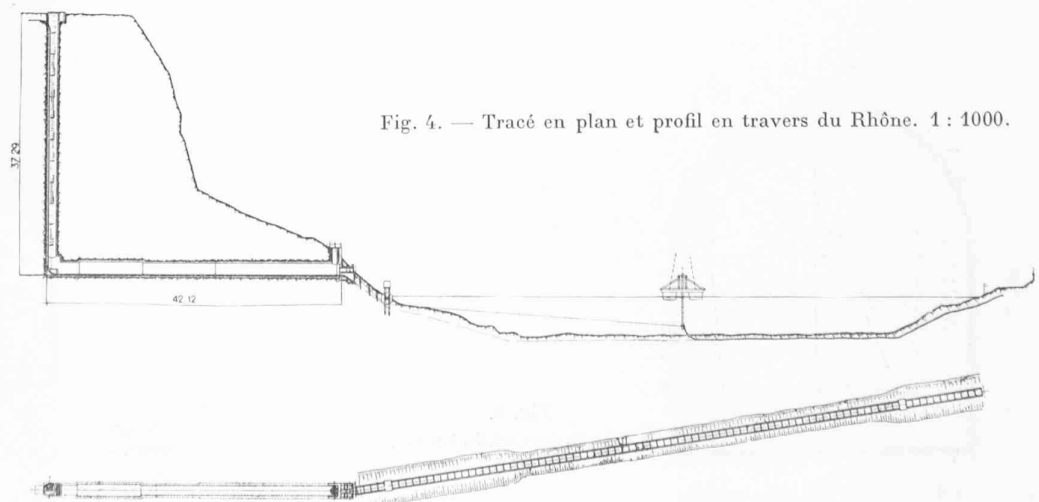 Fig. 4. — Tracé en plan et profil en travers du Rhône. 1 : 1000.
37.29
42.12